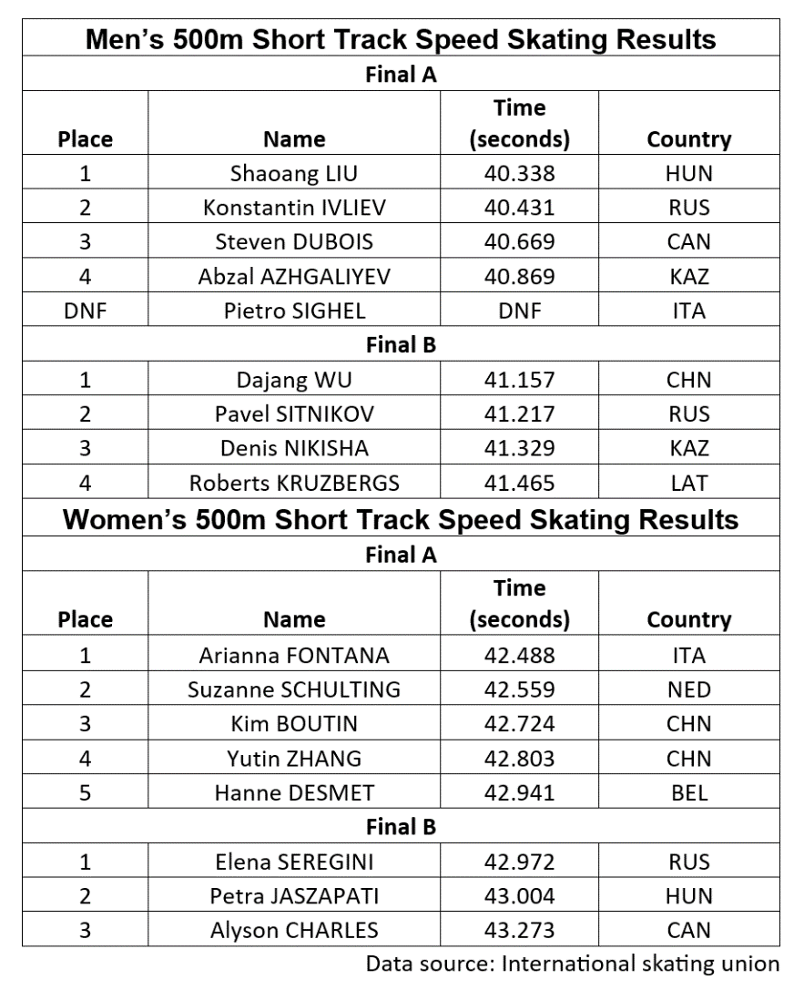 Men’s 500m Short Track Speed Skating Results
Final A
Place Name Time (seconds) Country
1 Shaoang LIU 40.338 HUN
2 Konstantin IVLIEV 40.431 RUS
3 Steven DUBOIS 40.669 CAN
4 Abzal AZHGALIYEV 40.869 KAZ
DNF Pietro SIGHEL DNF ITA
Final B
1 Dajang WU 41.157 CHN
2 Pavel SITNIKOV 41.217 RUS
3 Denis NIKISHA 41.329 KAZ
4 Roberts KRUZBERGS 41.465 LAT
Women’s 500m Short Track Speed Skating Results
Final A
Place Name Time (seconds) Country
1 Arianna FONTANA 42.488 ITA
2 Suzanne SCHULTING 42.559 NED
3 Kim BOUTIN 42.724 CHN
4 Yutin ZHANG 42.803 CHN
5 Hanne DESMET 42.941 BEL
Final B
1 Elena SEREGINI 42.972 RUS
2 Petra JASZAPATI 43.004 HUN
3 Alyson CHARLES 43.273 CAN
Data source: International skating union